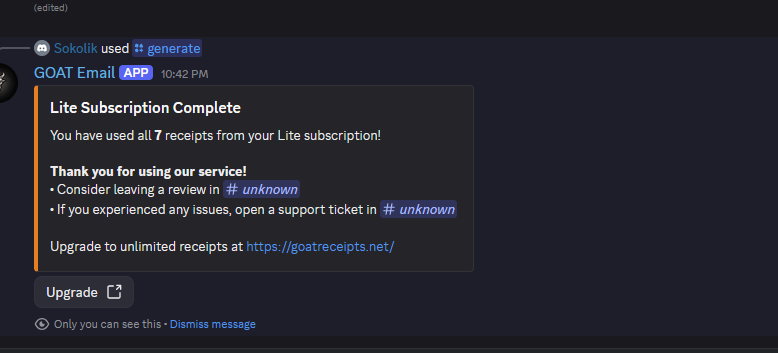 (edited)
Sokolik used generate
GOAT Email APP 10:42 PM
Lite Subscription Complete
You have used all 7 receipts from your Lite subscription!
Thank you for using our service!
• Consider leaving a review in # unknown
• If you experienced any issues, open a support ticket in # unknown
Upgrade to unlimited receipts at https://goatreceipts.net/
Upgrade
Only you can see this • Dismiss message